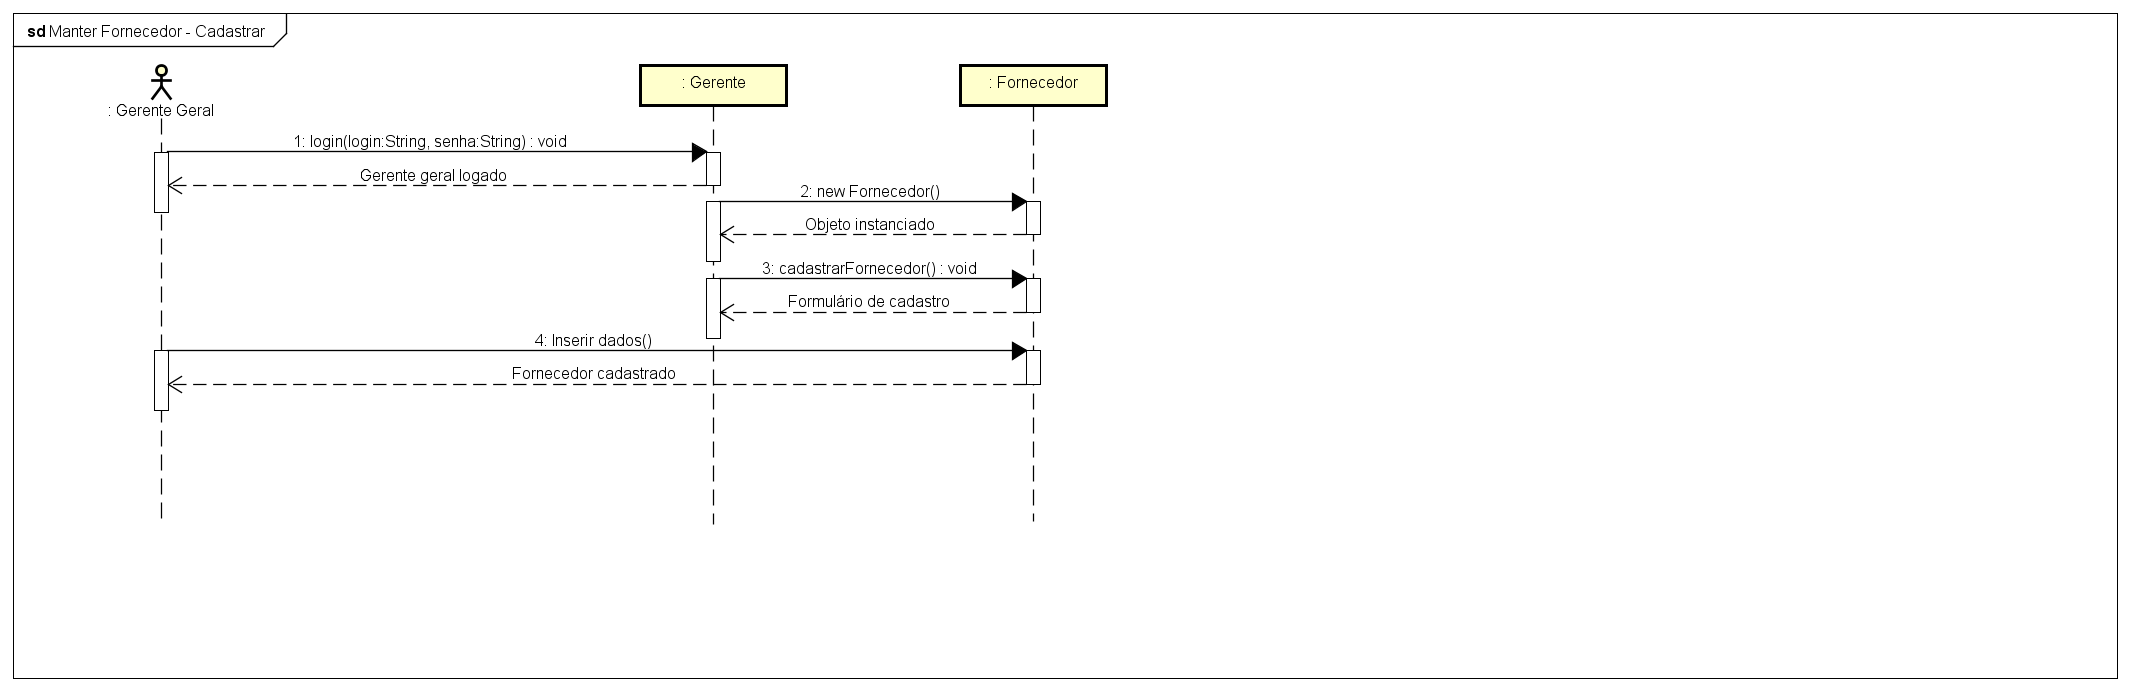 sd Manter Fornecedor - Cadastrar
: Gerente Geral
: Gerente
: Fornecedor
1: login(login:String, senha:String) : void
Gerente geral logado
2: new Fornecedor()
Objeto instanciado
3: cadastrarFornecedor() : void
Formulário de cadastro
4: Inserir dados()
Fornecedor cadastrado